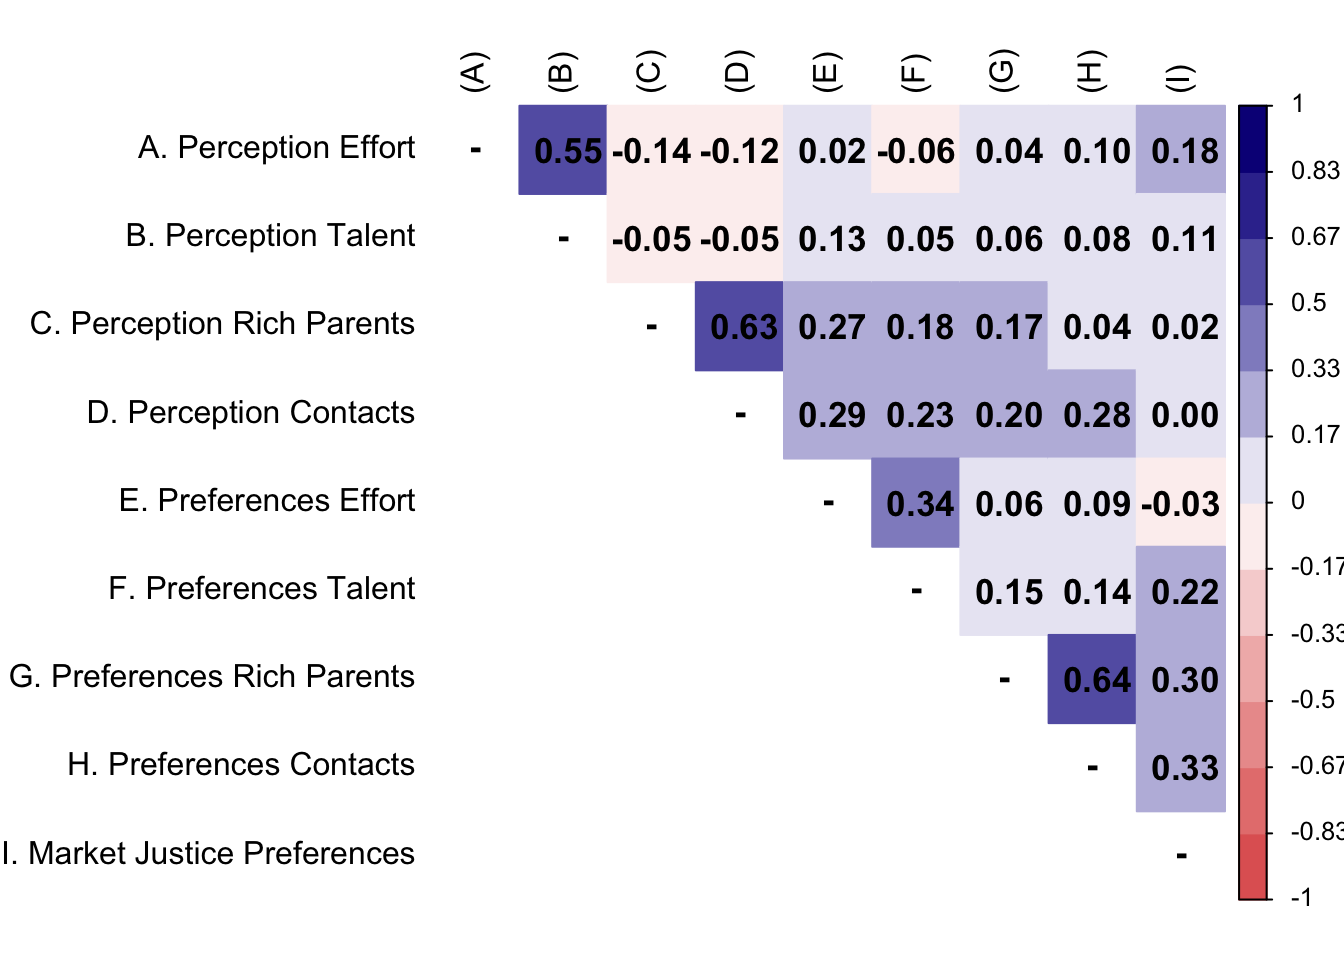 (A) (B) (C) (D) (E) (F) (G) (H) (I)
A. Perception Effort - 0.55 -0.14 -0.12 0.02 -0.06 0.04 0.10 0.18
B. Perception Talent - -0.05 -0.05 0.13 0.05 0.06 0.08 0.11
C. Perception Rich Parents - 0.63 0.27 0.18 0.17 0.04 0.02
D. Perception Contacts - 0.29 0.23 0.20 0.28 0.00
E. Preferences Effort - 0.34 0.06 0.09 -0.03
F. Preferences Talent - 0.15 0.14 0.22
G. Preferences Rich Parents - 0.64 0.30
H. Preferences Contacts - 0.33
I. Market Justice Preferences -
1
0.83
0.67
0.5
0.33
0.17
0
-0.17
-0.33
-0.5
-0.67
-0.83
-1